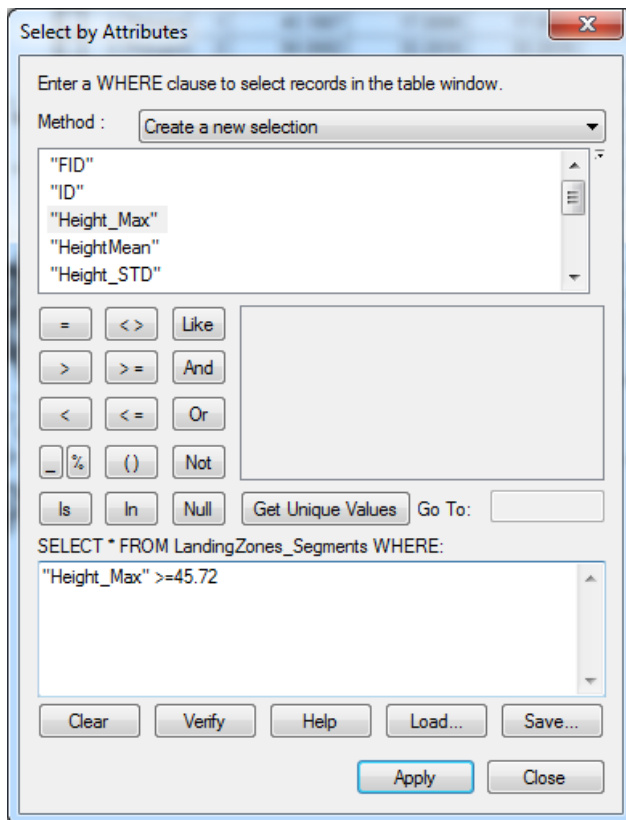 Select by Attributes
Enter a WHERE clause to select records in the table window.
Method : Create a new selection
"FID"
"ID"
"Height_Max"
"HeightMean"
"Height_STD"
= < > Like
> > = And
< < = Or
_ % ( ) Not
Is In Null Get Unique Values Go To:
SELECT * FROM LandingZones_Segments WHERE:
"Height_Max" >=45.72
Clear Verify Help Load... Save...
Apply Close